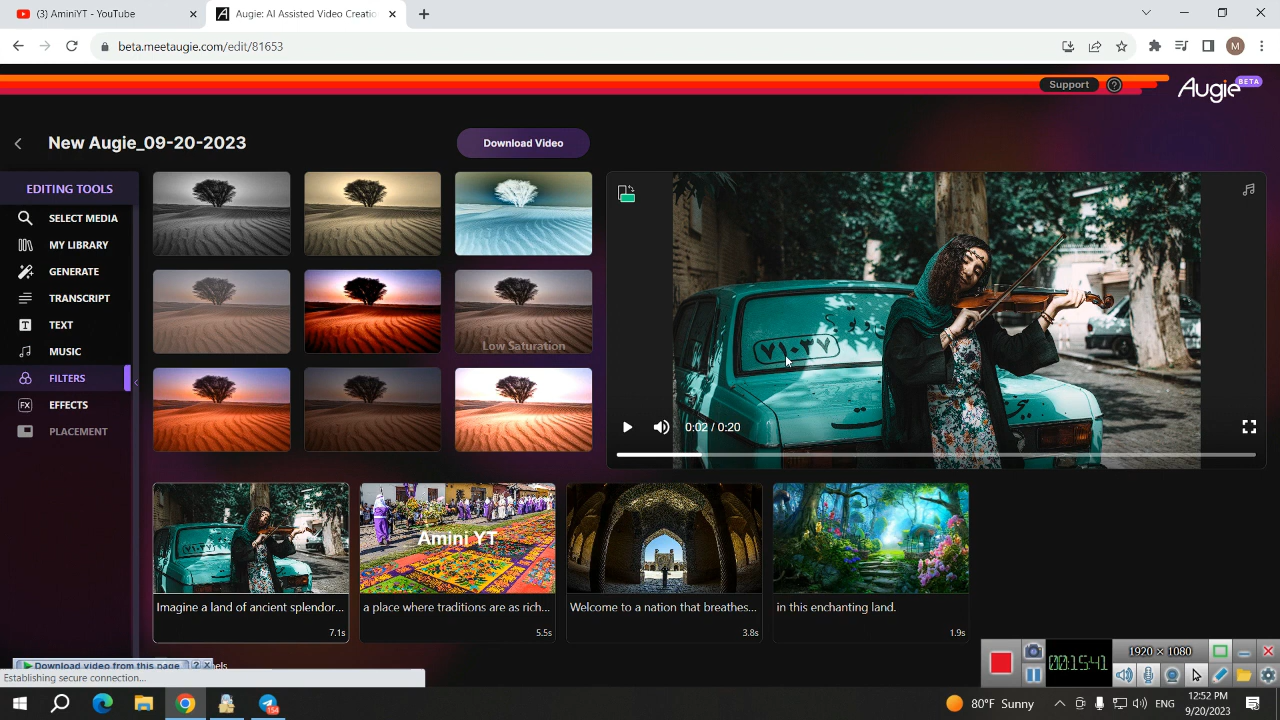 (3) AminiYT - YouTube
Augie: AI Assisted Video Creatio
beta.meetaugie.com/edit/81653
M
Support
Augie BETA
New Augie_09-20-2023
Download Video
EDITING TOOLS
SELECT MEDIA
MY LIBRARY
GENERATE
TRANSCRIPT
TEXT
MUSIC
FILTERS
EFFECTS
PLACEMENT
Low Saturation
۷۱۰۳۷
0:02 / 0:20
Amini YT
Imagine a land of ancient splendor...
7.1s
a place where traditions are as rich...
5.5s
Welcome to a nation that breathes...
3.8s
in this enchanting land.
1.9s
Download video from this page
Establishing secure connection...
00:15:41
1920 × 1080
154
80°F Sunny
ENG
12:52 PM
9/20/2023